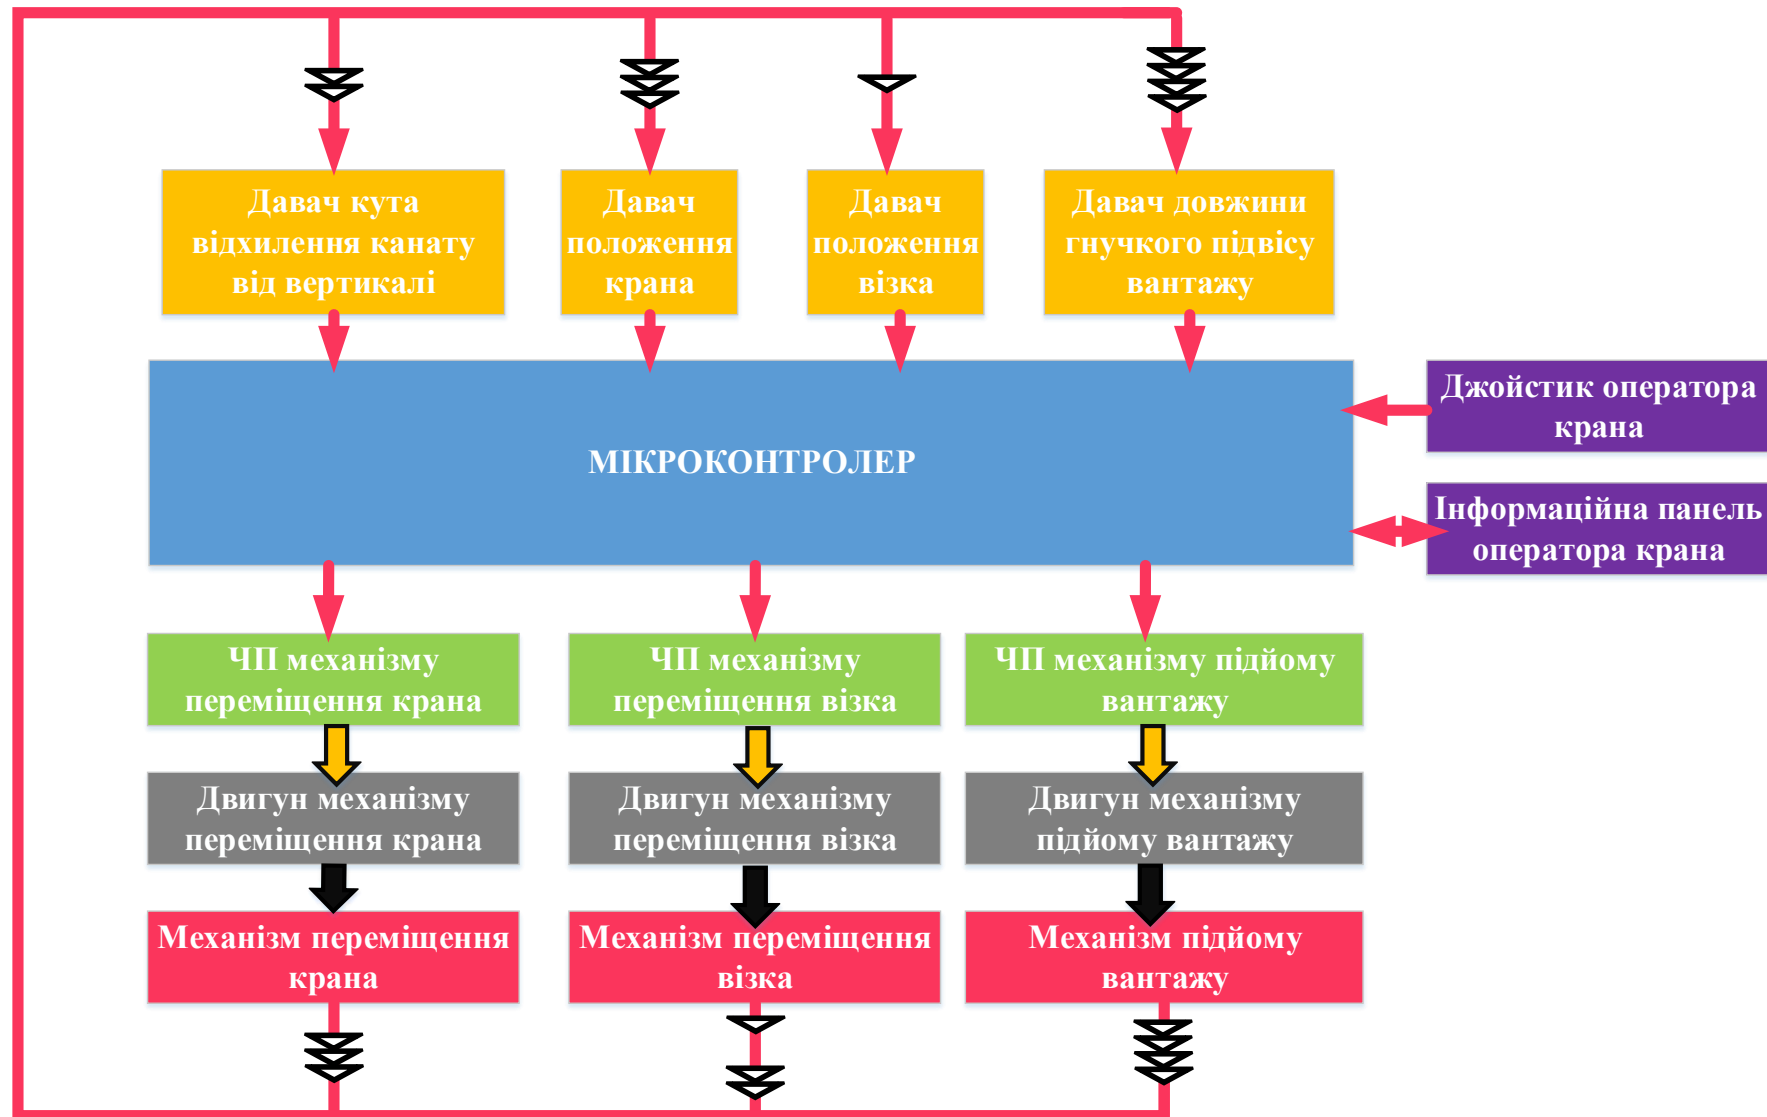 Давач кута
відхилення канату
від вертикалі
Давач
положення
крана
Давач
положення
візка
Давач довжини
гнучкого підвісу
вантажу
МІКРОКОНТРОЛЕР
Джойстик оператора
крана
Інформаційна панель
оператора крана
ЧП механізму
переміщення крана
ЧП механізму
переміщення візка
ЧП механізму підйому
вантажу
Двигун механізму
переміщення крана
Двигун механізму
переміщення візка
Двигун механізму
підйому вантажу
Механізм переміщення
крана
Механізм переміщення
візка
Механізм підйому
вантажу